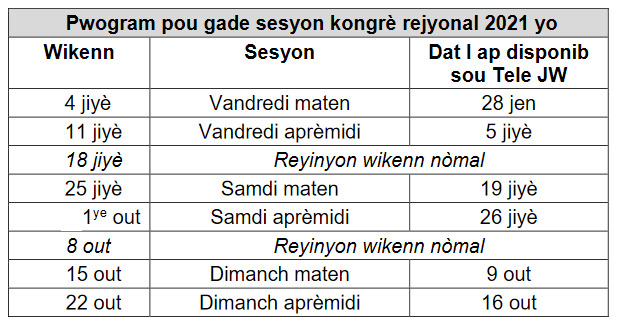 Pwogram pou gade sesyon kongrè rejyonal 2021 yo
Wikenn Sesyon Dat l ap disponib
sou Tele JW
4 jiyè Vandredi maten 28 jen
11 jiyè Vandredi aprèmidi 5 jiyè
18 jiyè Reyinyon wikenn nòmal
25 jiyè Samdi maten 19 jiyè
1ye out Samdi aprèmidi 26 jiyè
8 out Reyinyon wikenn nòmal
15 out Dimanch maten 9 out
22 out Dimanch aprèmidi 16 out